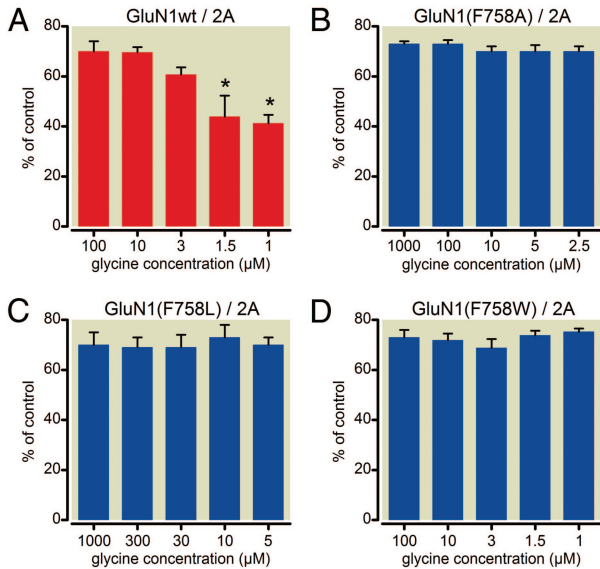 A
GluN1wt / 2A
% of control
80
60
40
20
0
*
*
100 10 3 1.5 1
glycine concentration (µM)
B
GluN1(F758A) / 2A
% of control
80
60
40
20
0
1000 100 10 5 2.5
glycine concentration (µM)
C
GluN1(F758L) / 2A
% of control
80
60
40
20
0
1000 300 30 10 5
glycine concentration (µM)
D
GluN1(F758W) / 2A
% of control
80
60
40
20
0
100 10 3 1.5 1
glycine concentration (µM)